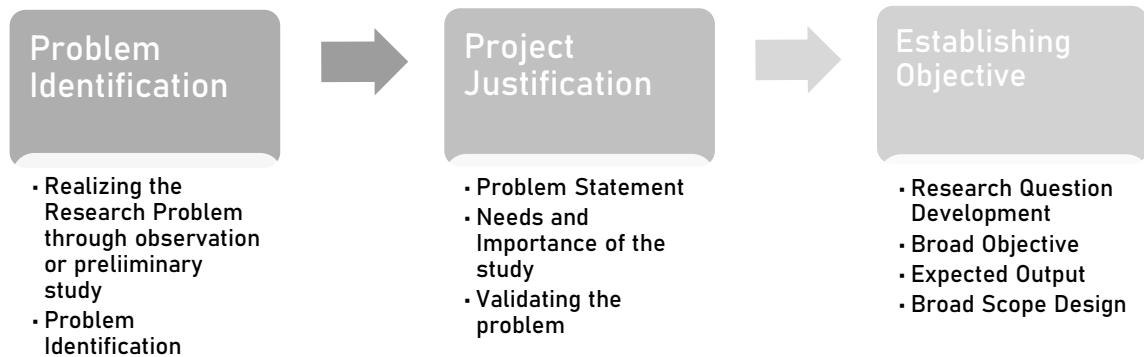 Problem
Identification
Project
Justification
Establishing
Objective
▪ Realizing the
Research Problem
through observation
or preliiminary
study
▪ Problem
Identification
▪ Problem Statement
▪ Needs and
Importance of the
study
▪ Validating the
problem
▪ Research Question
Development
▪ Broad Objective
▪ Expected Output
▪ Broad Scope Design